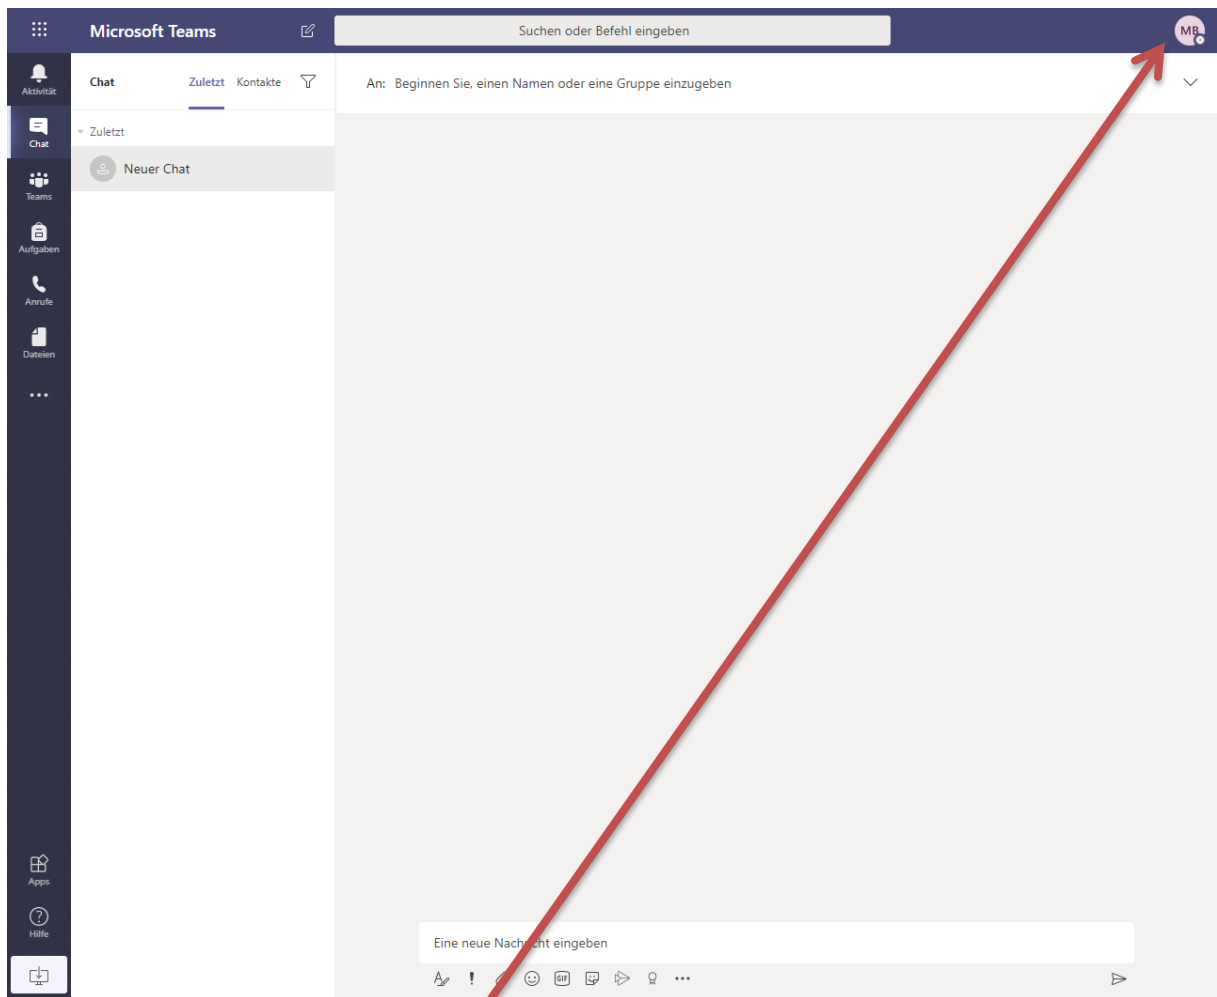 Microsoft Teams
Suchen oder Befehl eingeben
MB
Aktivität
Chat
Teams
Aufgaben
Anrufe
Dateien
Apps
Hilfe
Chat Zuletzt Kontakte
Zuletzt
Neuer Chat
An: Beginnen Sie, einen Namen oder eine Gruppe einzugeben
Eine neue Nachricht eingeben
GIF